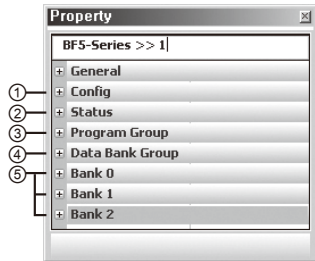 Property
BF5-Series >> 1
General
① Config
② Status
③ Program Group
④ Data Bank Group
⑤ Bank 0
Bank 1
Bank 2